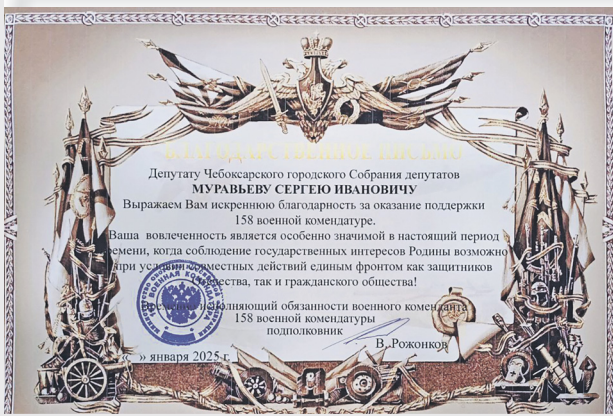 БЛАГОДАРСТВЕННОЕ ПИСЬМО
Депутату Чебоксарского городского Собрания депутатов
МУРАВЬЕВУ СЕРГЕЮ ИВАНОВИЧУ
Выражаем Вам искреннюю благодарность за оказание поддержки
158 военной комендатуре.
Ваша вовлеченность является особенно значимой в настоящий период
времени, когда соблюдение государственных интересов Родины возможно
при условии совместных действий единым фронтом как защитников
Отечества, так и гражданского общества!
исполняющий обязанности военного коменданта
158 военной комендатуры
подполковник
В. Рожонков
« » января 2025 г.